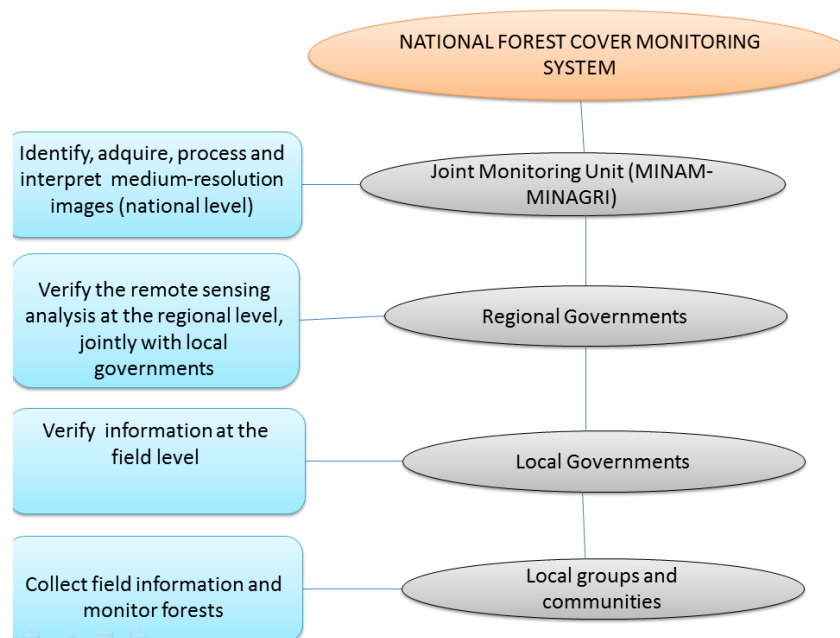 NATIONAL FOREST COVER MONITORING
SYSTEM
Identify, adquire, process and
interpret medium-resolution
images (national level)
Joint Monitoring Unit (MINAM-
MINAGRI)
Verify the remote sensing
analysis at the regional level,
jointly with local
governments
Regional Governments
Verify information at the
field level
Local Governments
Collect field information and
monitor forests
Local groups and
communities